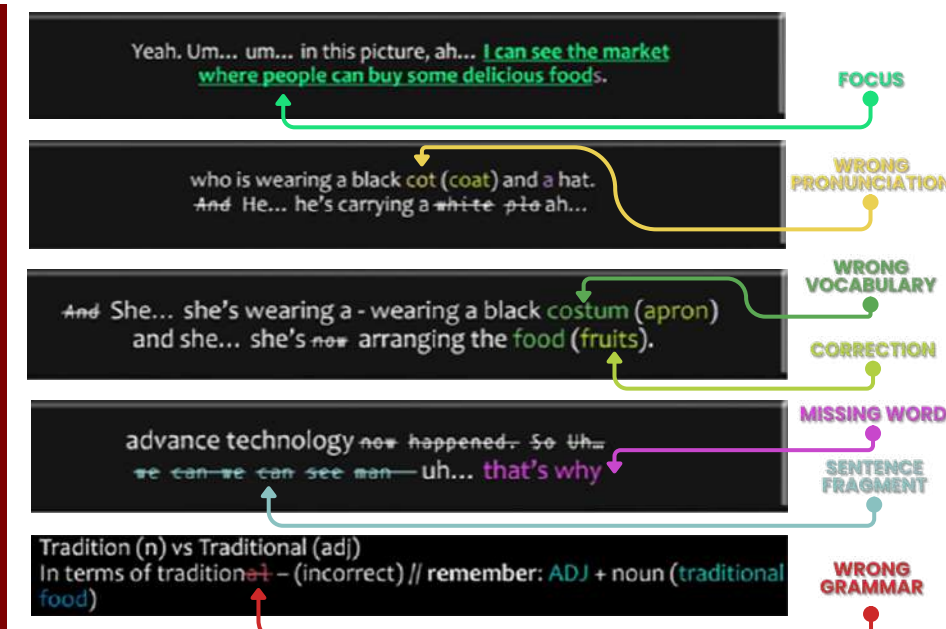 Yeah. Um... um... in this picture, ah... I can see the market
where people can buy some delicious foods.
FOCUS
who is wearing a black cot (coat) and a hat.
And He... he's carrying a white pla ah...
WRONG
PRONUNCIATION
And She... she's wearing a - wearing a black costum (apron)
and she... she's now arranging the food (fruits).
WRONG
VOCABULARY
CORRECTION
advance technology now happened. So Uh...
we can we can see man uh... that's why
MISSING WORD
SENTENCE
FRAGMENT
Tradition (n) vs Traditional (adj)
In terms of traditional – (incorrect) // remember: ADJ + noun (traditional
food)
WRONG
GRAMMAR